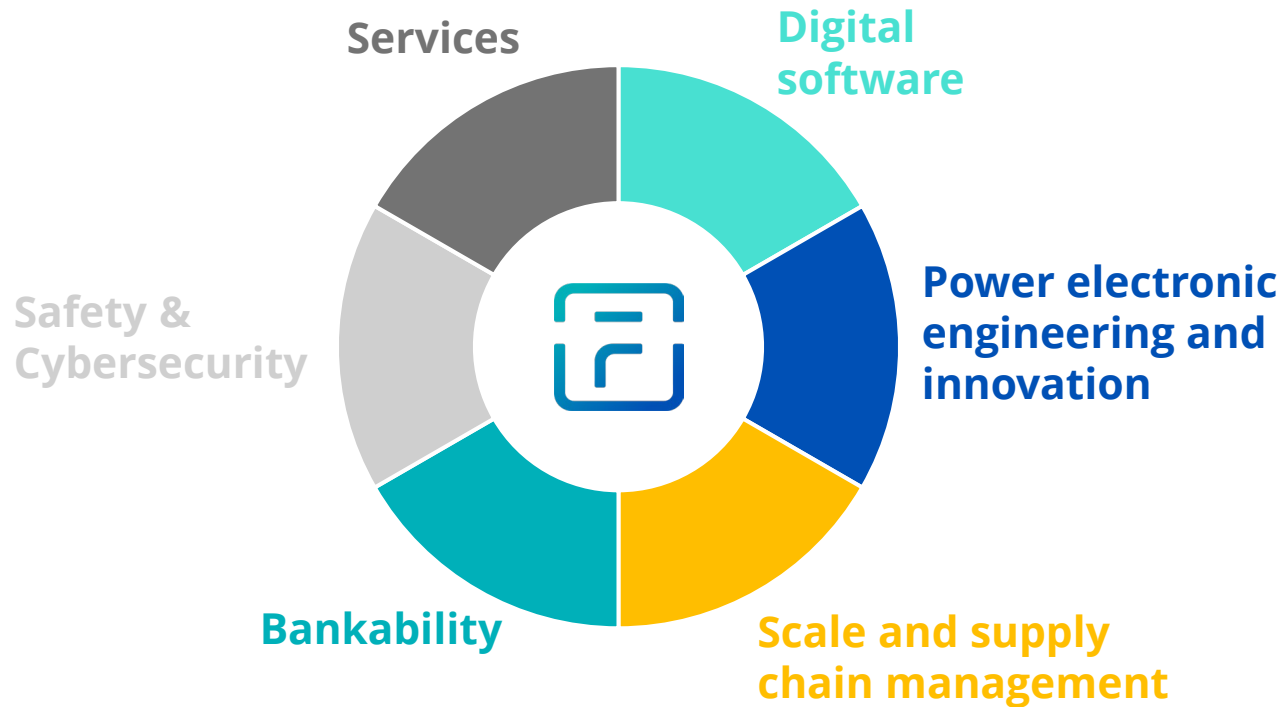 Services
Digital
software
Power electronic
engineering and
innovation
Safety &
Cybersecurity
Bankability
Scale and supply
chain management